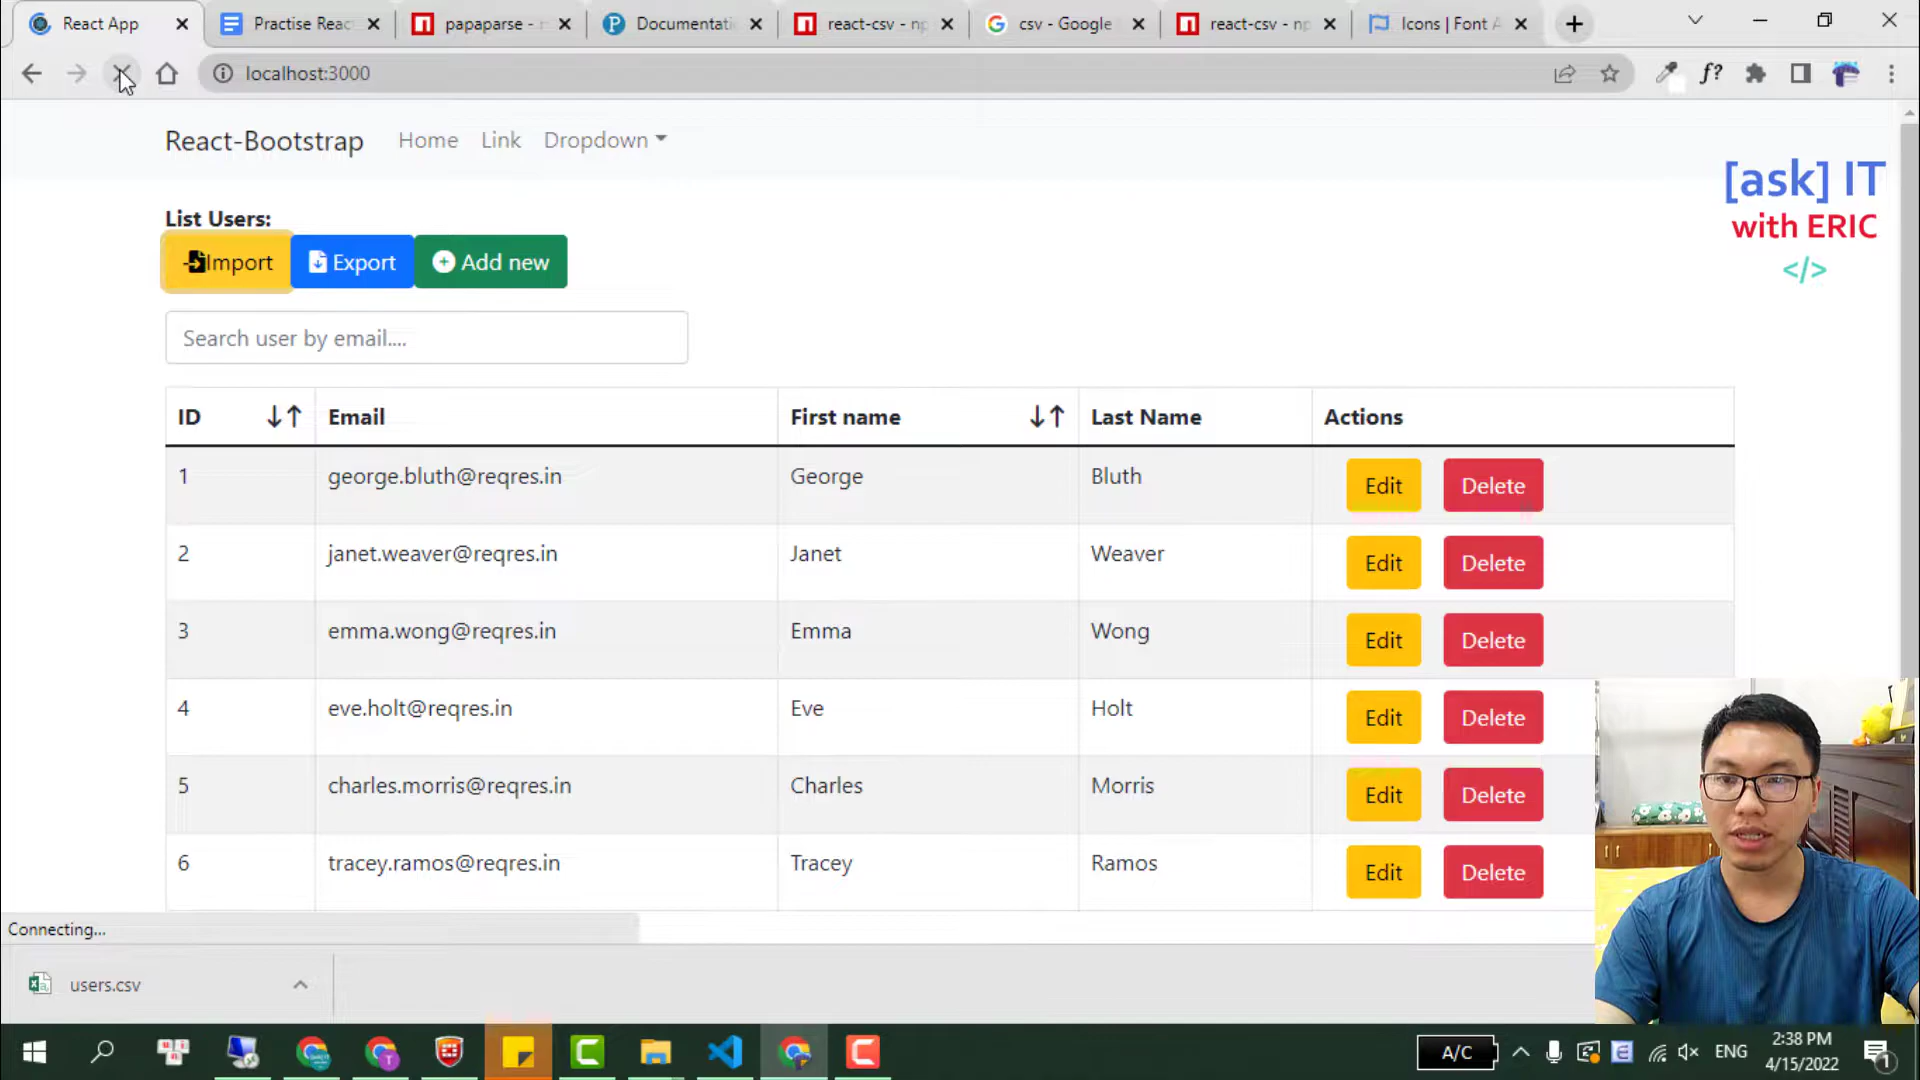 React App
Practise Reac
papaparse -
Documentati
react-csv - np
csv - Google
react-csv - np
Icons | Font A
localhost:3000
f?
React-Bootstrap
Home
Link
Dropdown
[ask] IT
with ERIC
</>
List Users:
Import
Export
Add new
Search user by email....
ID Email First name Last Name Actions
1 george.bluth@reqres.in George Bluth Edit Delete
2 janet.weaver@reqres.in Janet Weaver Edit Delete
3 emma.wong@reqres.in Emma Wong Edit Delete
4 eve.holt@reqres.in Eve Holt Edit Delete
5 charles.morris@reqres.in Charles Morris Edit Delete
6 tracey.ramos@reqres.in Tracey Ramos Edit Delete
Connecting...
users.csv
A/C
ENG
2:38 PM
4/15/2022
1